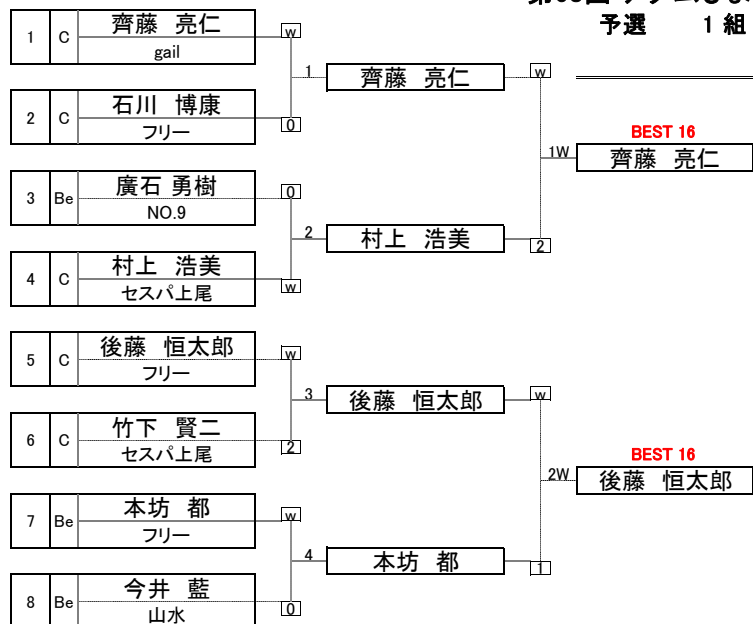 予選 1 組
1 C 齊藤 亮仁 w
gail
1 齊藤 亮仁 w
2 C 石川 博康 0
フリー
BEST 16
1W 齊藤 亮仁
3 Be 廣石 勇樹 0
NO.9
2 村上 浩美 2
4 C 村上 浩美 w
セスパ上尾
5 C 後藤 恒太郎 w
フリー
3 後藤 恒太郎 w
6 C 竹下 賢二 2
セスパ上尾
BEST 16
2W 後藤 恒太郎
7 Be 本坊 都 w
フリー
4 本坊 都 1
8 Be 今井 藍 0
山水